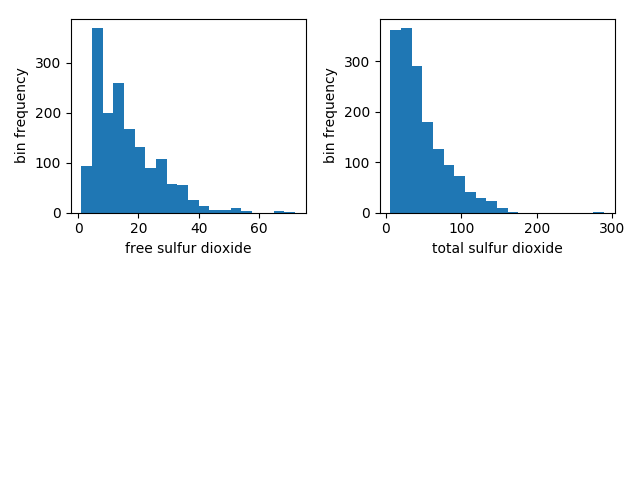 bin frequency
300
200
100
0
0 20 40 60
free sulfur dioxide
bin frequency
300
200
100
0
0 100 200 300
total sulfur dioxide